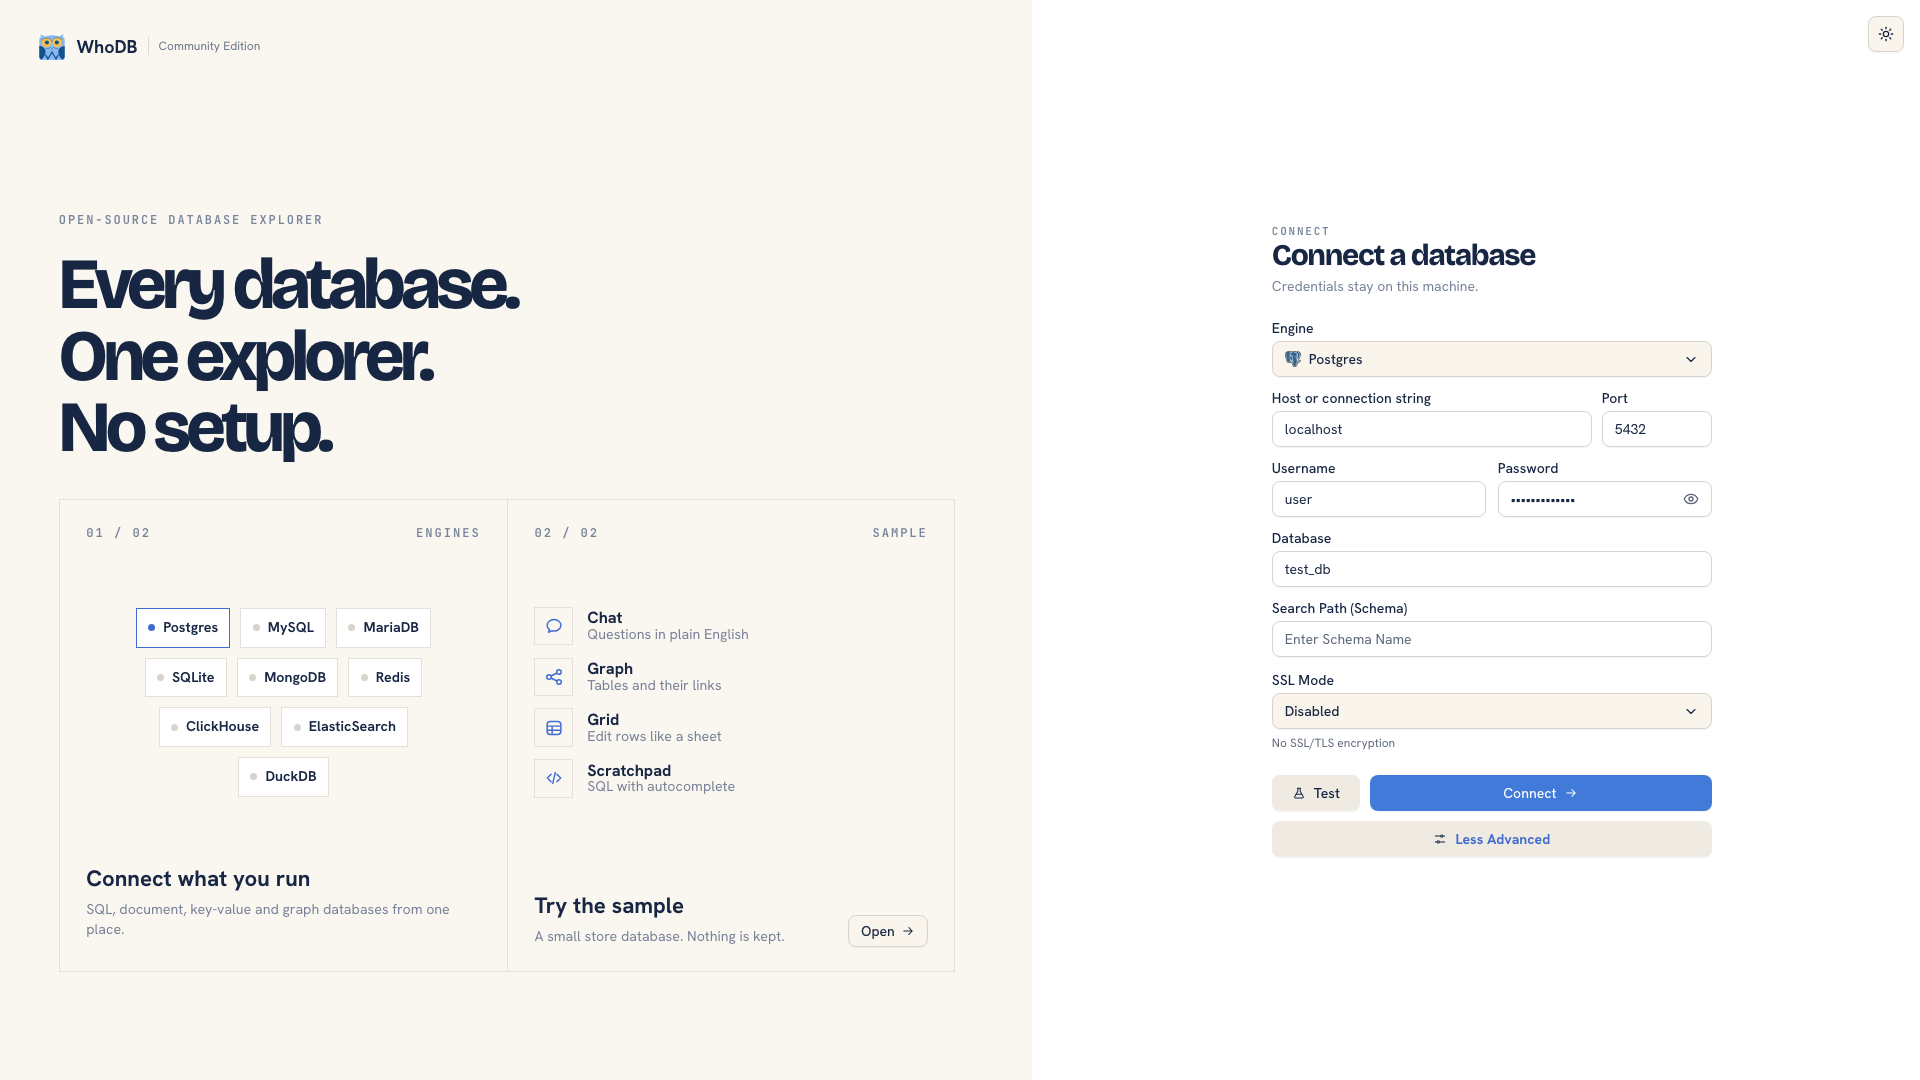 WhoDB
Community Edition
OPEN-SOURCE DATABASE EXPLORER
Every database.
One explorer.
No setup.
01 / 02
ENGINES
Postgres
MySQL
MariaDB
SQLite
MongoDB
Redis
ClickHouse
ElasticSearch
DuckDB
Connect what you run
SQL, document, key-value and graph databases from one
place.
02 / 02
SAMPLE
Chat
Questions in plain English
Graph
Tables and their links
Grid
Edit rows like a sheet
Scratchpad
SQL with autocomplete
Try the sample
A small store database. Nothing is kept.
Open
CONNECT
Connect a database
Credentials stay on this machine.
Engine
Postgres
Host or connection string
Port
localhost
5432
Username
Password
user
•••••••••••••
Database
test_db
Search Path (Schema)
Enter Schema Name
SSL Mode
Disabled
No SSL/TLS encryption
Test
Connect
Less Advanced